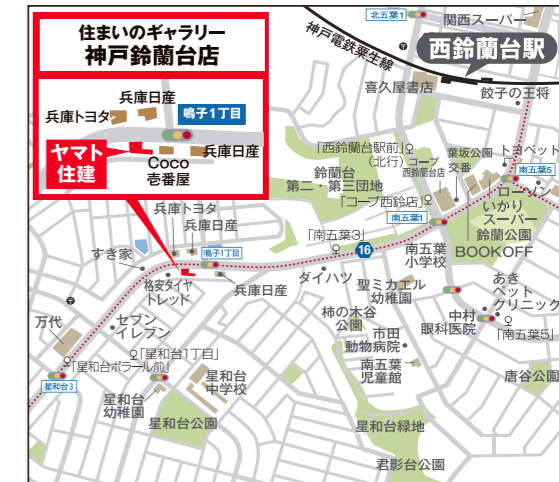 住まいのギャラリー
神戸鈴蘭台店
兵庫日産
兵庫トヨタ
鳴子1丁目
ヤマト
住建
兵庫日産
Coco
壱番屋
北五葉1
関西スーパー
神戸電鉄粟生線
西鈴蘭台駅
喜久屋書店
餃子の王将
「西鈴蘭台駅前」
(北行)
コープ
西鈴蘭台店
葉坂公園
交番
トヨペット
南五葉5
鈴蘭台
第二・第三団地
「コープ西鈴店」
ローソン
いかり
スーパー
鈴蘭公園
BOOKOFF
南五葉1
兵庫トヨタ
兵庫日産
「南五葉3」
16
南五葉
小学校
すき家
鳴子1丁目
格安タイヤ
トレッド
兵庫日産
ダイハツ
聖ミカエル
幼稚園
あき
ペット
クリニック
万代
セブン
イレブン
柿の木谷
公園
中村
眼科医院
「南五葉5」
市田
動物病院
「星和台1丁目」
「星和台ポラール前」
南五葉
児童館
唐谷公園
星和台3
星和台
中学校
星和台
幼稚園
星和台公園
星和台緑地
君影台公園